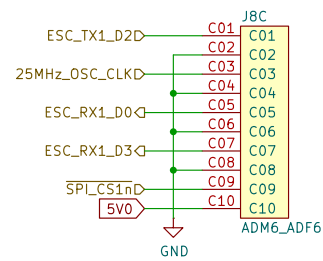 J8C
ESC_TX1_D2 C01 C01
C02 C02
25MHz_OSC_CLK C03 C03
C04 C04
ESC_RX1_D0 C05 C05
C06 C06
ESC_RX1_D3 C07 C07
C08 C08
SPI_CS1n C09 C09
5V0 C10 C10
ADM6_ADF6
GND